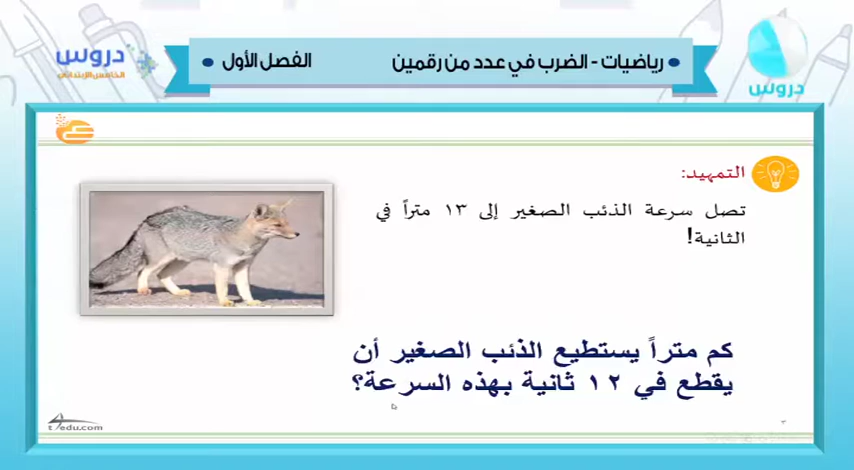 دروس
الخامس الابتدائي
رياضيات - الضرب في عدد من رقمين
الفصل الأول
دروس
التمهيد:
تصل سرعة الذئب الصغير إلى ١٣ متراً في
الثانية!
كم متراً يستطيع الذئب الصغير أن
يقطع في ١٢ ثانية بهذه السرعة؟
t4edu.com
٣